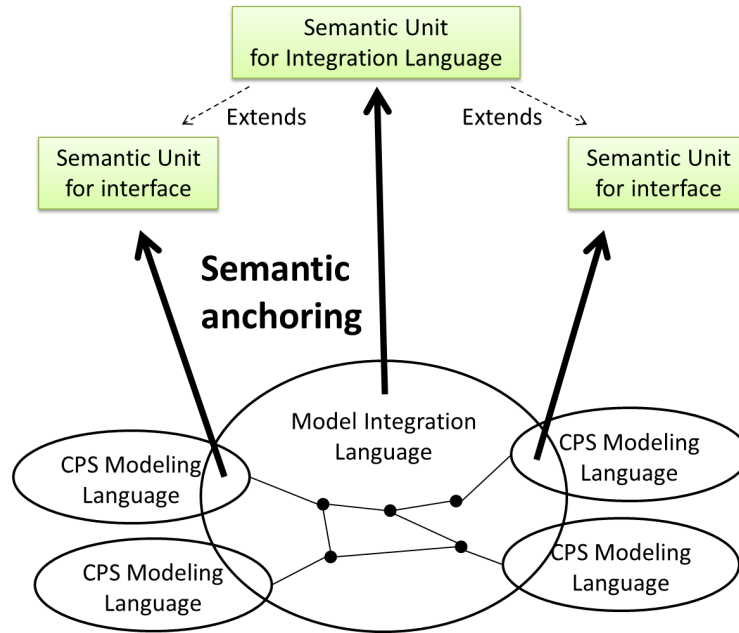 Semantic Unit
for Integration Language
Extends
Extends
Semantic Unit
for interface
Semantic Unit
for interface
Semantic
anchoring
Model Integration
Language
CPS Modeling
Language
CPS Modeling
Language
CPS Modeling
Language
CPS Modeling
Language